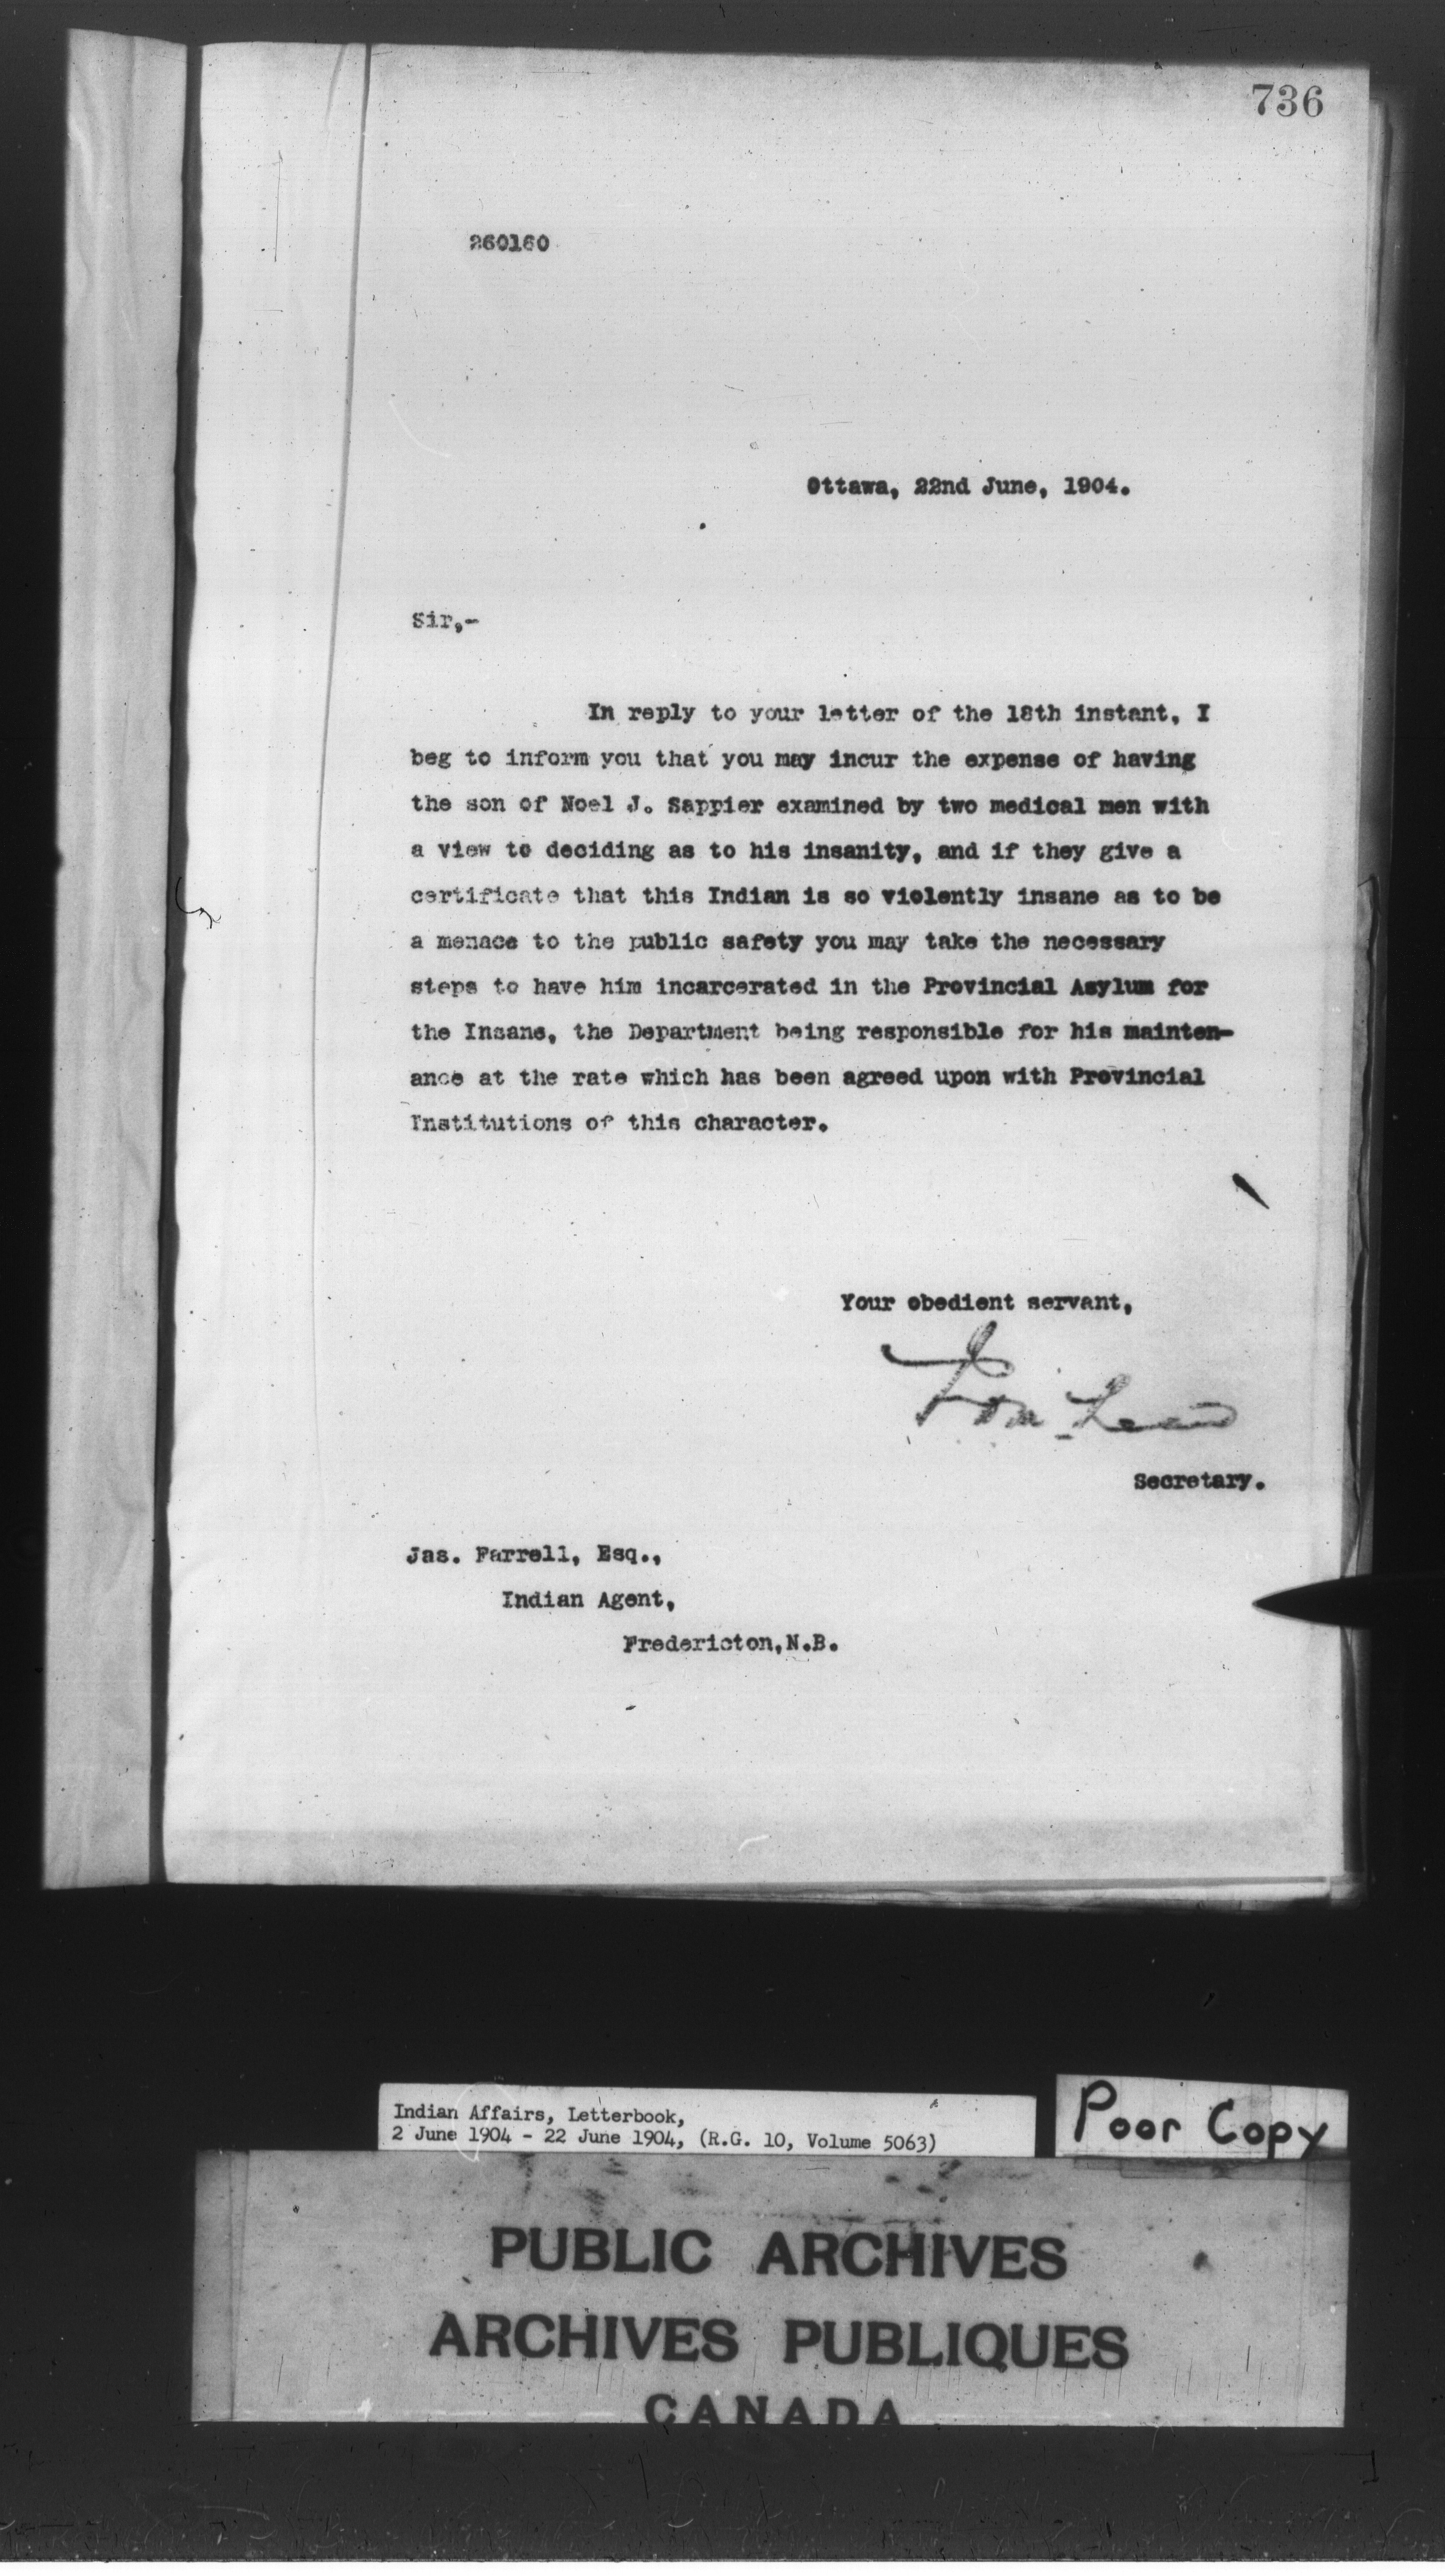 736
260160
Ottawa, 22nd June, 1904.
Sir,-
In reply to your letter of the 18th instant, I
beg to inform you that you may incur the expense of having
the son of Noel J. Sappier examined by two medical men with
a view to deciding as to his insanity, and if they give a
certificate that this Indian is so violently insane as to be
a menace to the public safety you may take the necessary
steps to have him incarcerated in the Provincial Asylum for
the Insane, the Department being responsible for his mainten-
ance at the rate which has been agreed upon with Provincial
Institutions of this character.
Your obedient servant,
Secretary.
Jas. Farrell, Esq.,
Indian Agent,
Fredericton,N.B.
Indian Affairs, Letterbook,
2 June 1904 - 22 June 1904, (R.G. 10, Volume 5063)
Poor Copy
PUBLIC ARCHIVES
ARCHIVES PUBLIQUES
CANADA